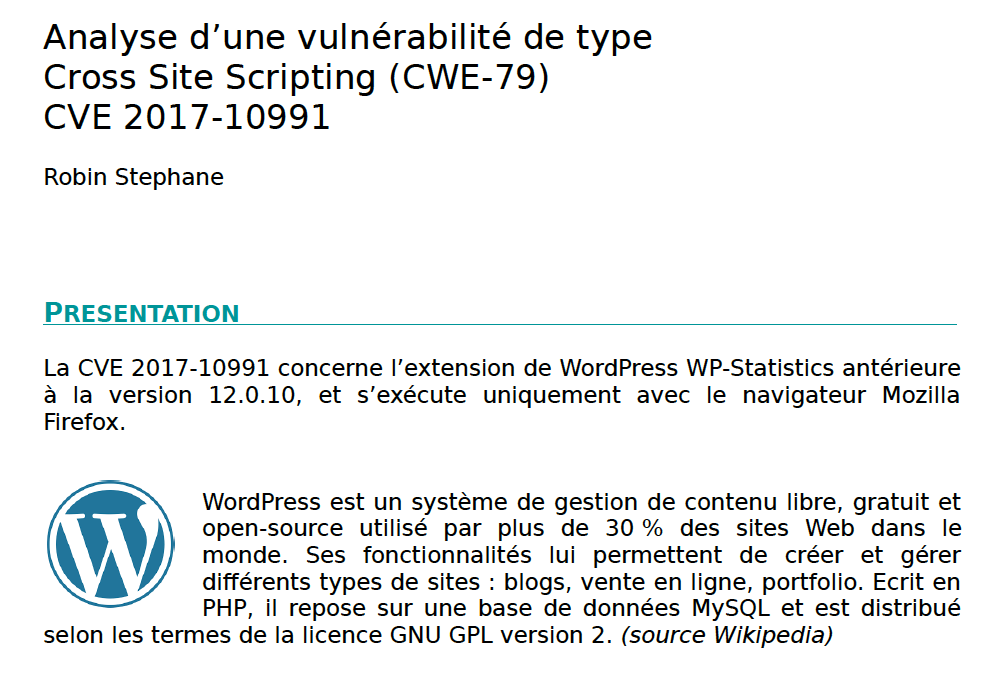 Analyse d’une vulnérabilité de type
Cross Site Scripting (CWE-79)
CVE 2017-10991
Robin Stephane
PRESENTATION
La CVE 2017-10991 concerne l’extension de WordPress WP-Statistics antérieure
à la version 12.0.10, et s’exécute uniquement avec le navigateur Mozilla
Firefox.
WordPress est un système de gestion de contenu libre, gratuit et
open-source utilisé par plus de 30 % des sites Web dans le
monde. Ses fonctionnalités lui permettent de créer et gérer
différents types de sites : blogs, vente en ligne, portfolio. Ecrit en
PHP, il repose sur une base de données MySQL et est distribué
selon les termes de la licence GNU GPL version 2. (source Wikipedia)